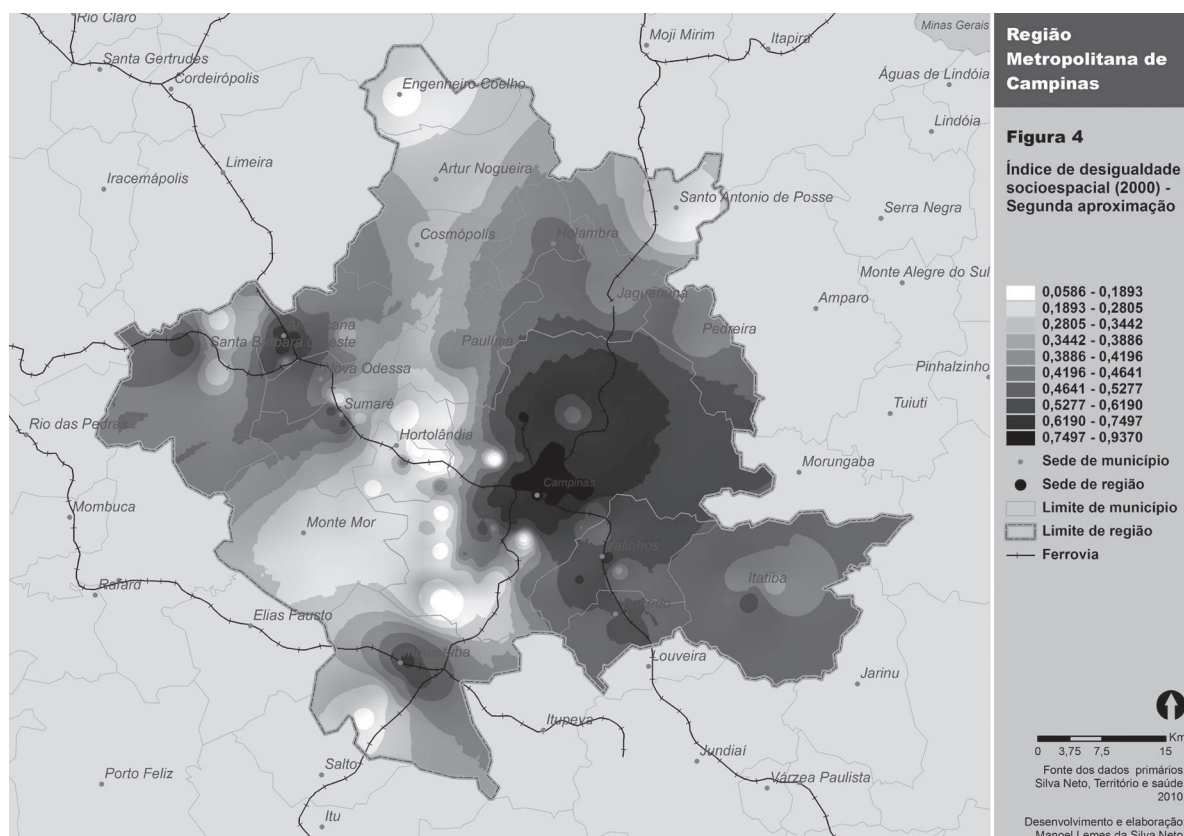 Rio Claro
Santa Gertrudes
Cordeirópolis
Limeira
Iracemápolis
Engenheiro Coelho
Artur Nogueira
Cosmópolis
Holambra
Moji Mirim
Itapira
Minas Gerais
Águas de Lindóia
Lindóia
Santo Antonio de Posse
Serra Negra
Monte Alegre do Sul
Amparo
Jaguariúna
Pedreira
Pinhalzinho
Tuiuti
Paulínia
Santa Bárbara d'Oeste
Nova Odessa
Sumaré
Hortolândia
Rio das Pedras
Mombuca
Monte Mor
Campinas
Morungaba
Valinhos
Itatiba
Rafard
Elias Fausto
Louveira
Jarinu
Itupeva
Jundiaí
Várzea Paulista
Porto Feliz
Salto
Itu
Região
Metropolitana de
Campinas
Figura 4
Índice de desigualdade
socioespacial (2000) -
Segunda aproximação
0,0586 - 0,1893
0,1893 - 0,2805
0,2805 - 0,3442
0,3442 - 0,3886
0,3886 - 0,4196
0,4196 - 0,4641
0,4641 - 0,5277
0,5277 - 0,6190
0,6190 - 0,7497
0,7497 - 0,9370
Sede de município
Sede de região
Limite de município
Limite de região
Ferrovia
Km
0 3,75 7,5 15
Fonte dos dados primários:
Silva Neto, Território e saúde,
2010.
Desenvolvimento e elaboração:
Manoel Lemes da Silva Neto